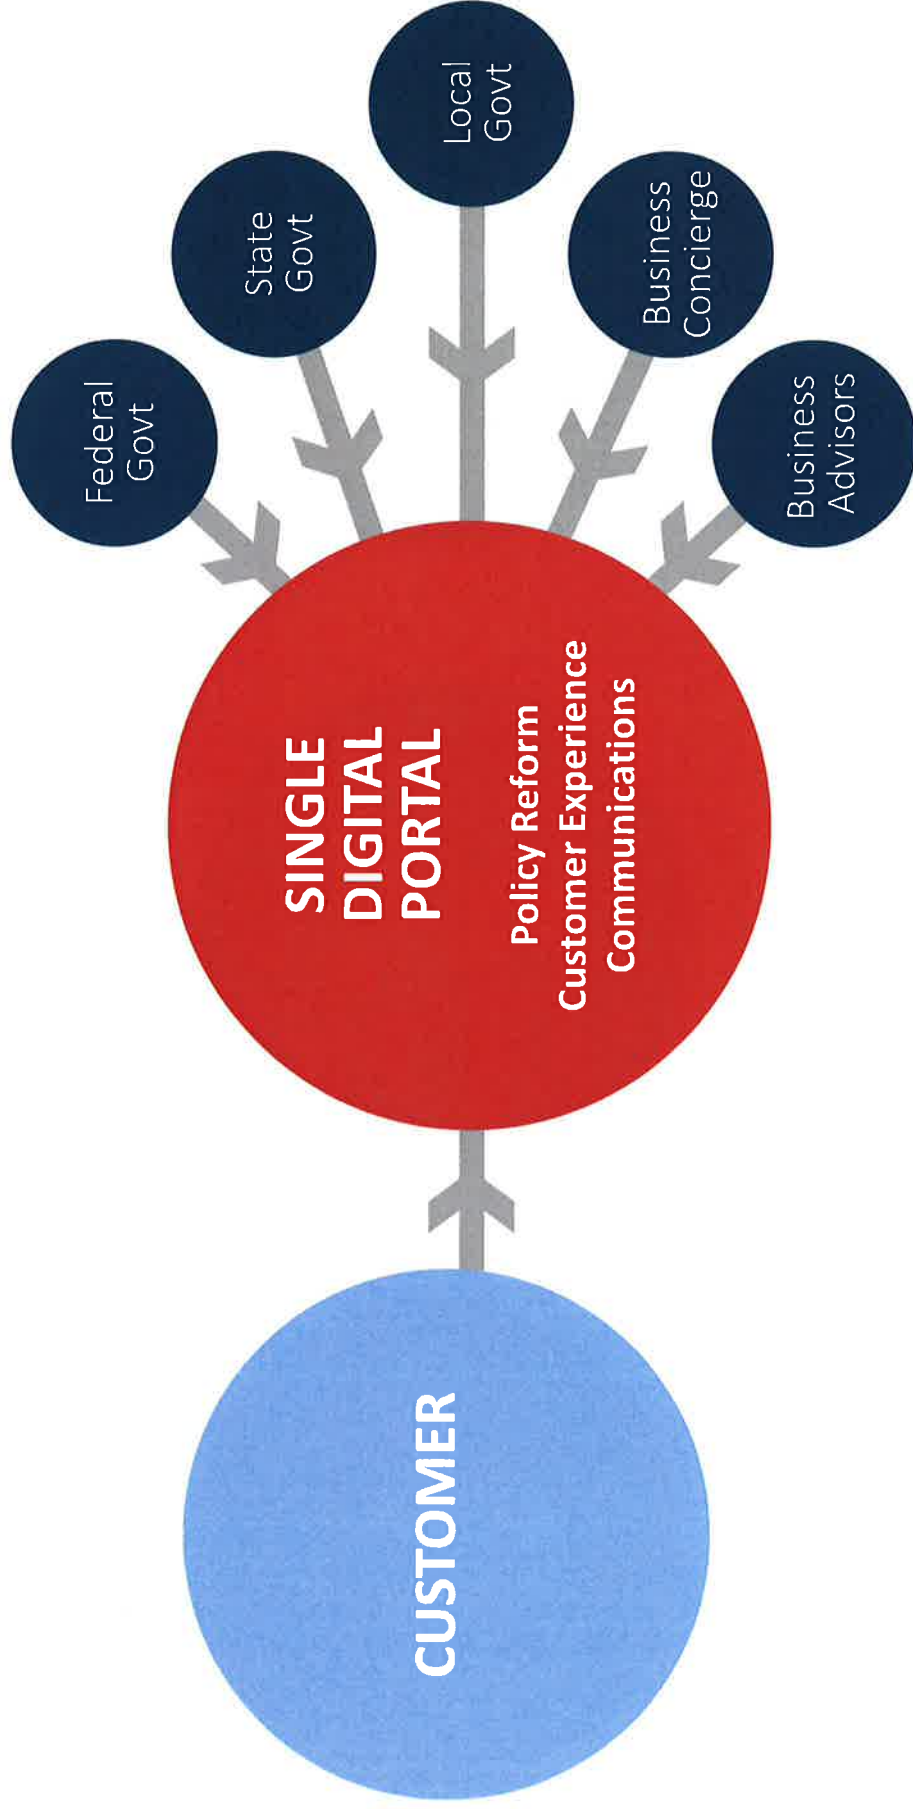 CUSTOMER
SINGLE
DIGITAL
PORTAL
Policy Reform
Customer Experience
Communications
Federal
Govt
State
Govt
Local
Govt
Business
Concierge
Business
Advisors